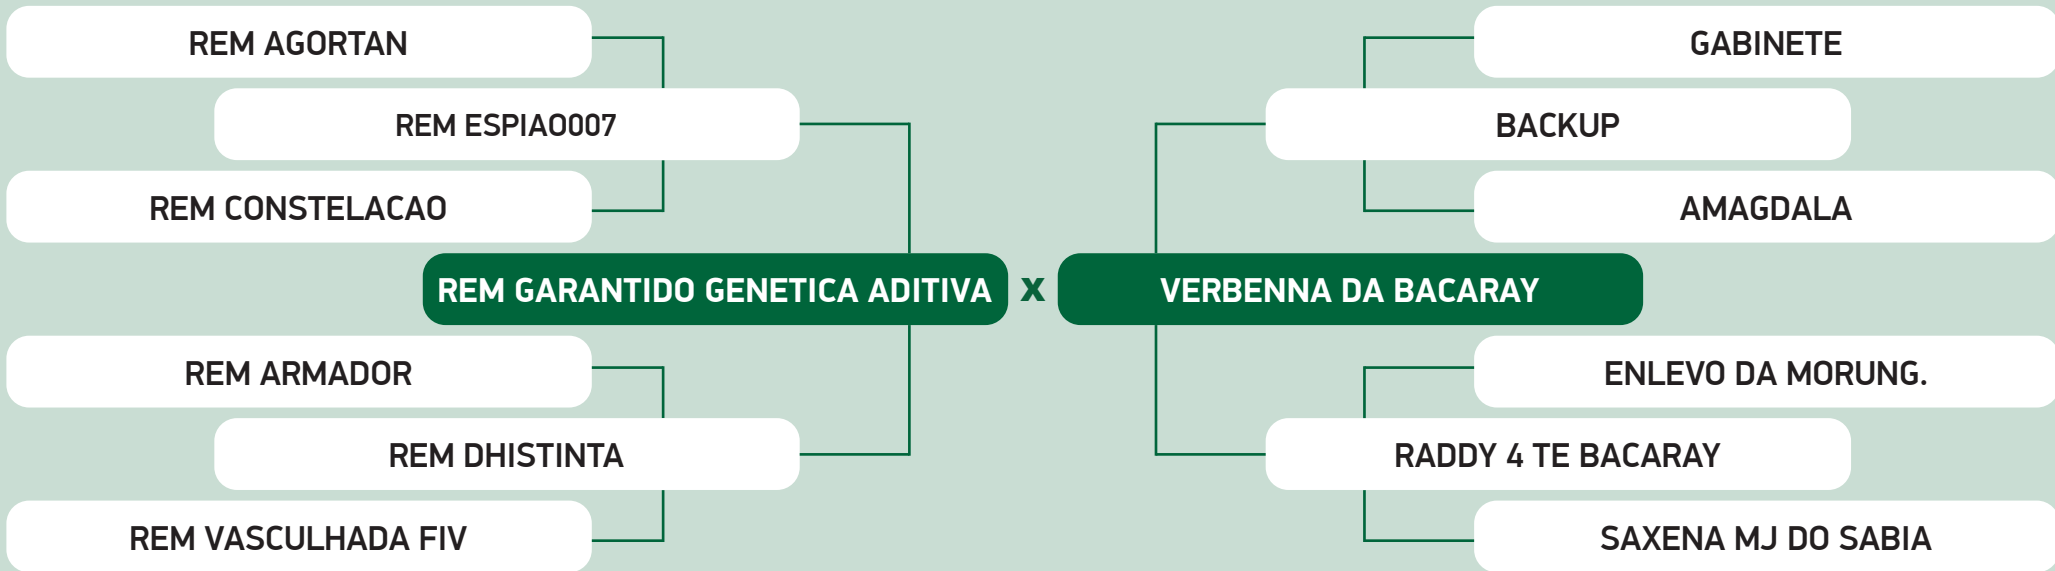 REM AGORTAN
GABINETE
REM ESPIAO007
BACKUP
REM CONSTELACAO
AMAGDALA
REM GARANTIDO GENETICA ADITIVA x VERBENNA DA BACARAY
REM ARMADOR
ENLEVO DA MORUNG.
REM DHISTINTA
RADDY 4 TE BACARAY
REM VASCULHADA FIV
SAXENA MJ DO SABIA